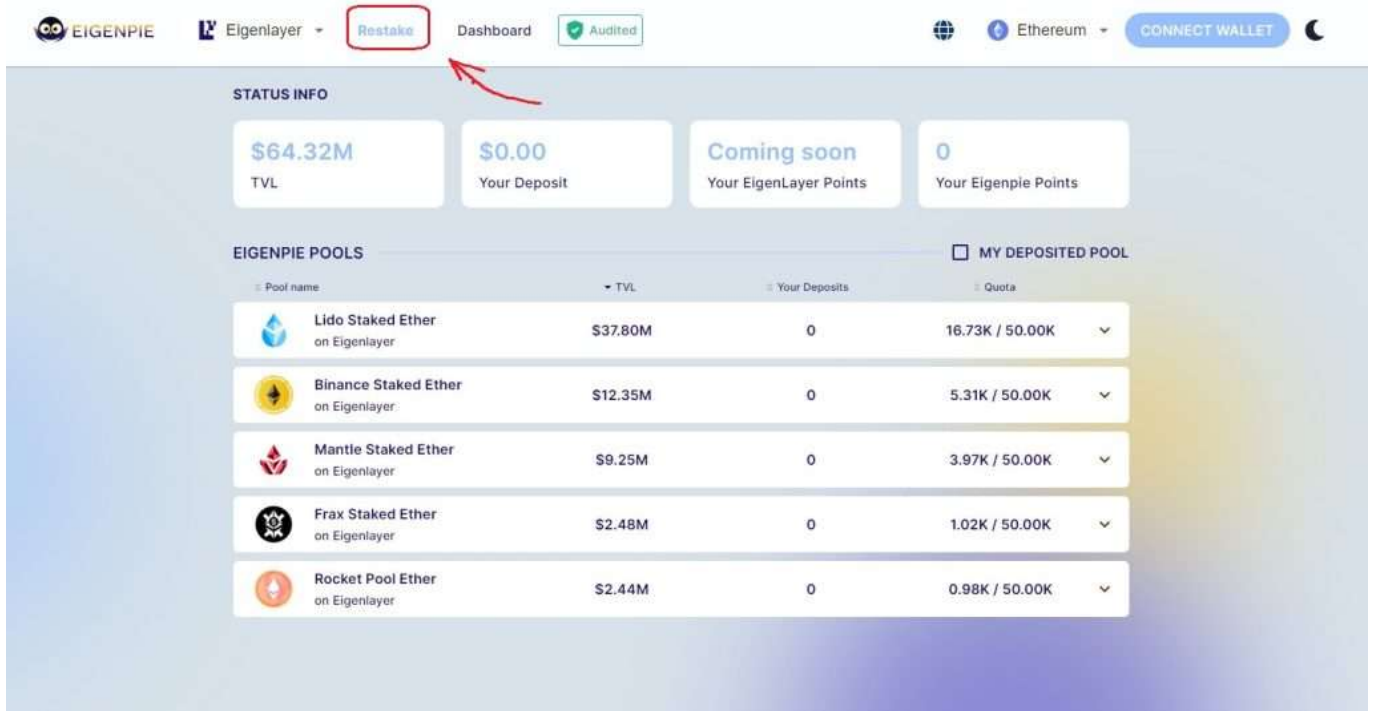 EIGENPIE
Eigenlayer
Restake
Dashboard
Audited
Ethereum
CONNECT WALLET
STATUS INFO
$64.32M
TVL
$0.00
Your Deposit
Coming soon
Your EigenLayer Points
0
Your Eigenpie Points
EIGENPIE POOLS
MY DEPOSITED POOL
Pool name TVL Your Deposits Quota
Lido Staked Ether
on Eigenlayer
$37.80M 0 16.73K / 50.00K
Binance Staked Ether
on Eigenlayer
$12.35M 0 5.31K / 50.00K
Mantle Staked Ether
on Eigenlayer
$9.25M 0 3.97K / 50.00K
Frax Staked Ether
on Eigenlayer
$2.48M 0 1.02K / 50.00K
Rocket Pool Ether
on Eigenlayer
$2.44M 0 0.98K / 50.00K